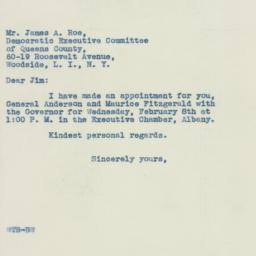 Mr. James A. Roe,
Democratic Executive Committee
of Queens County,
60-19 Roosevelt Avenue,
Woodside, L. I., N. Y.
Dear Jim:
I have made an appointment for you,
General Anderson and Maurice Fitzgerald with
the Governor for Wednesday, February 8th at
1:00 P. M. in the Executive Chamber, Albany.
Kindest personal regards.
Sincerely yours,